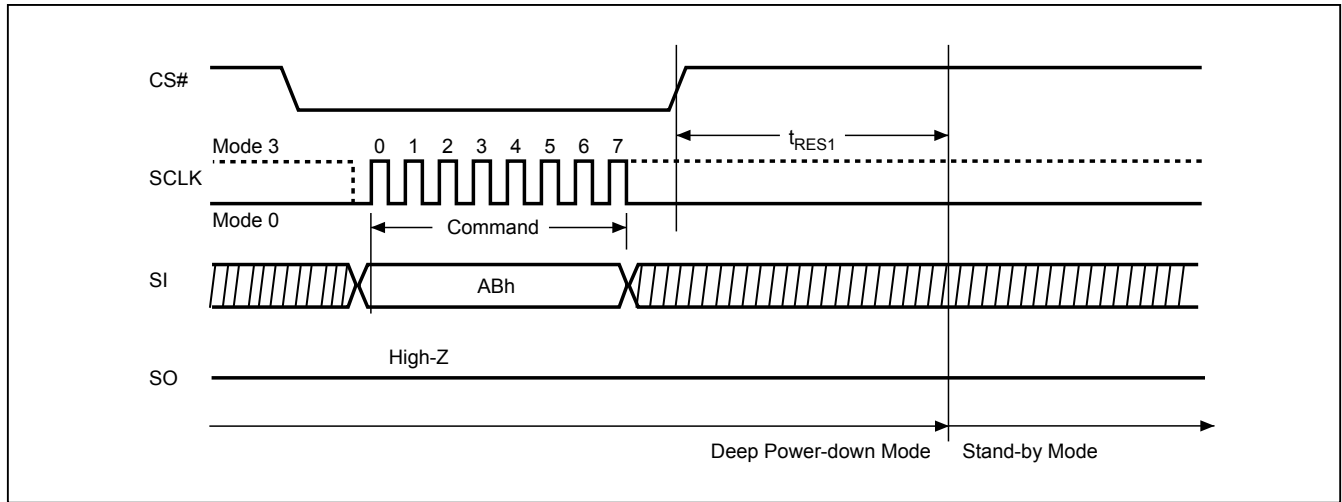 CS#
Mode 3
0 1 2 3 4 5 6 7
tRES1
SCLK
Mode 0
Command
SI
ABh
High-Z
SO
Deep Power-down Mode
Stand-by Mode